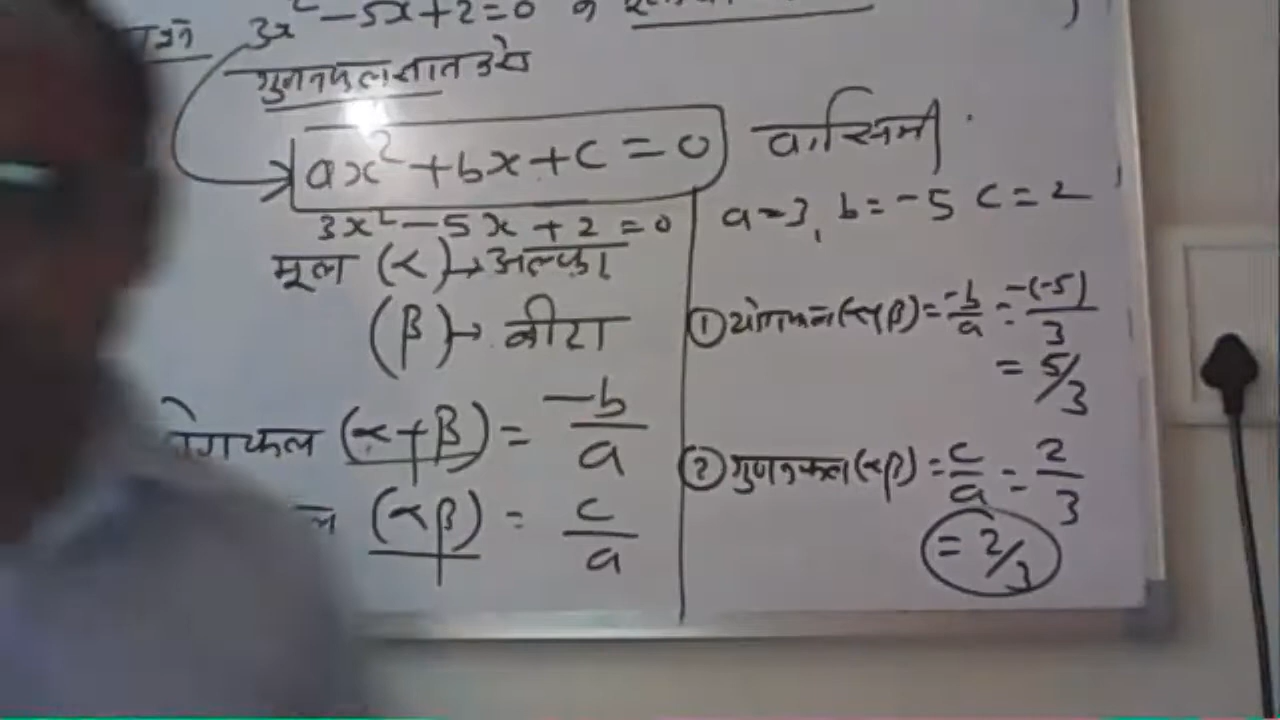 3x² - 5x + 2 = 0 के
गुणनफल ज्ञात करो
ax² + bx + c = 0
3x² - 5x + 2 = 0
मूल (α) → अल्फा
(β) → बीटा
योगफल (α+β) = -b/a
(αβ) = c/a
a = 3, b = -5 c = 2
① योगफल (α+β) = -b/a = -(-5)/3
= 5/3
② गुणनफल (αβ) = c/a = 2/3
= 2/3